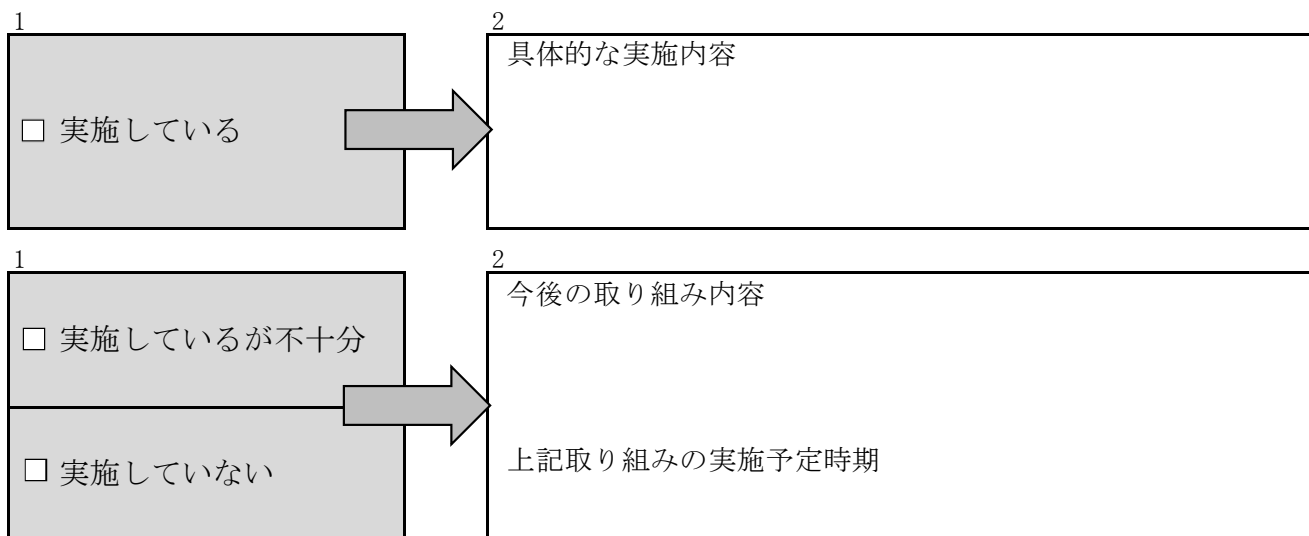 1
2
□ 実施している
具体的な実施内容
1
2
□ 実施しているが不十分
今後の取り組み内容
□ 実施していない
上記取り組みの実施予定時期